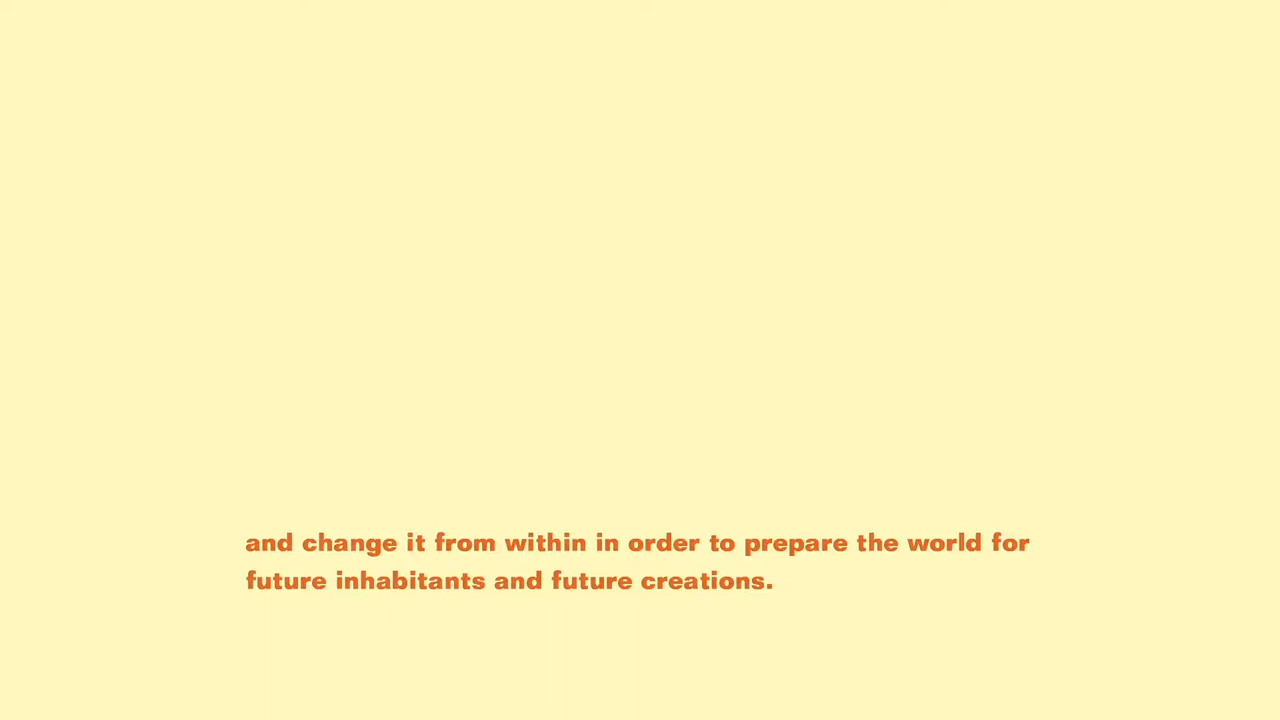 and change it from within in order to prepare the world for
future inhabitants and future creations.